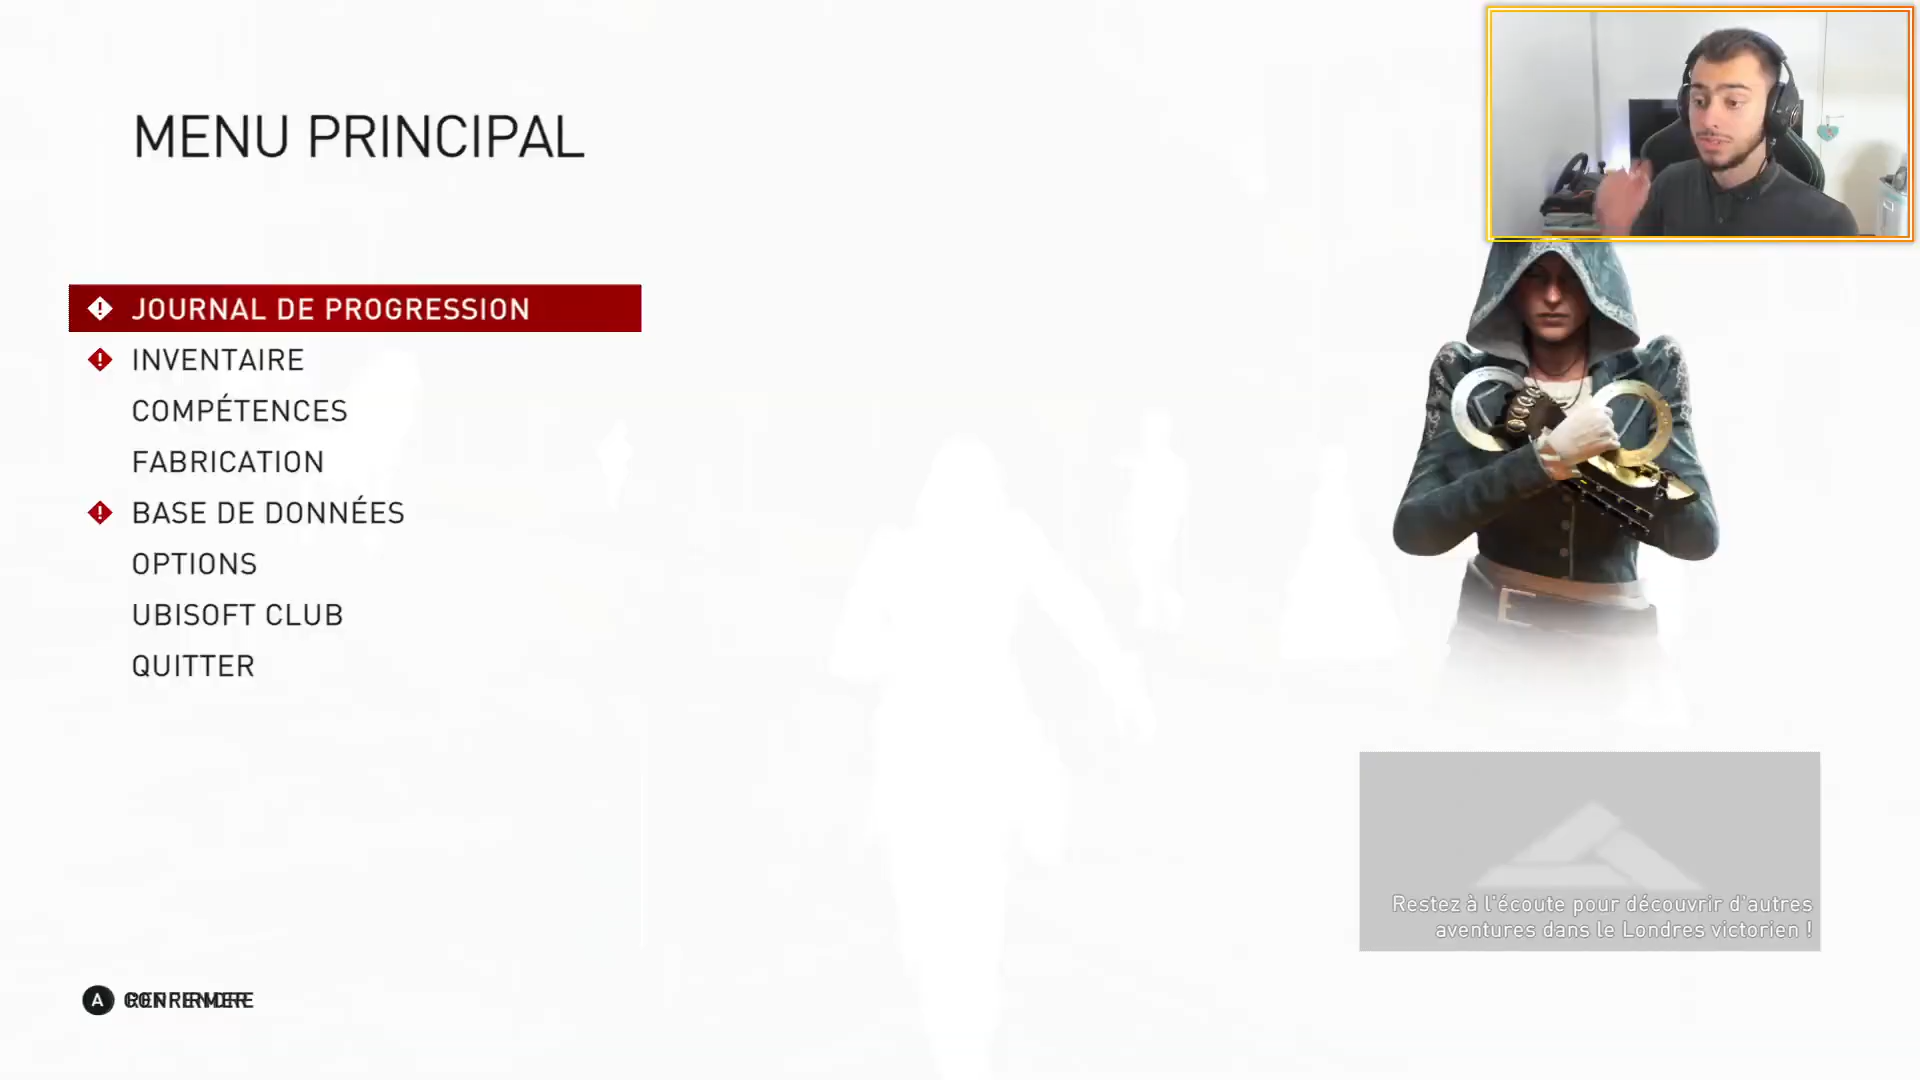 MENU PRINCIPAL
JOURNAL DE PROGRESSION
INVENTAIRE
COMPÉTENCES
FABRICATION
BASE DE DONNÉES
OPTIONS
UBISOFT CLUB
QUITTER
Restez à l'écoute pour découvrir d'autres
aventures dans le Londres victorien !
A